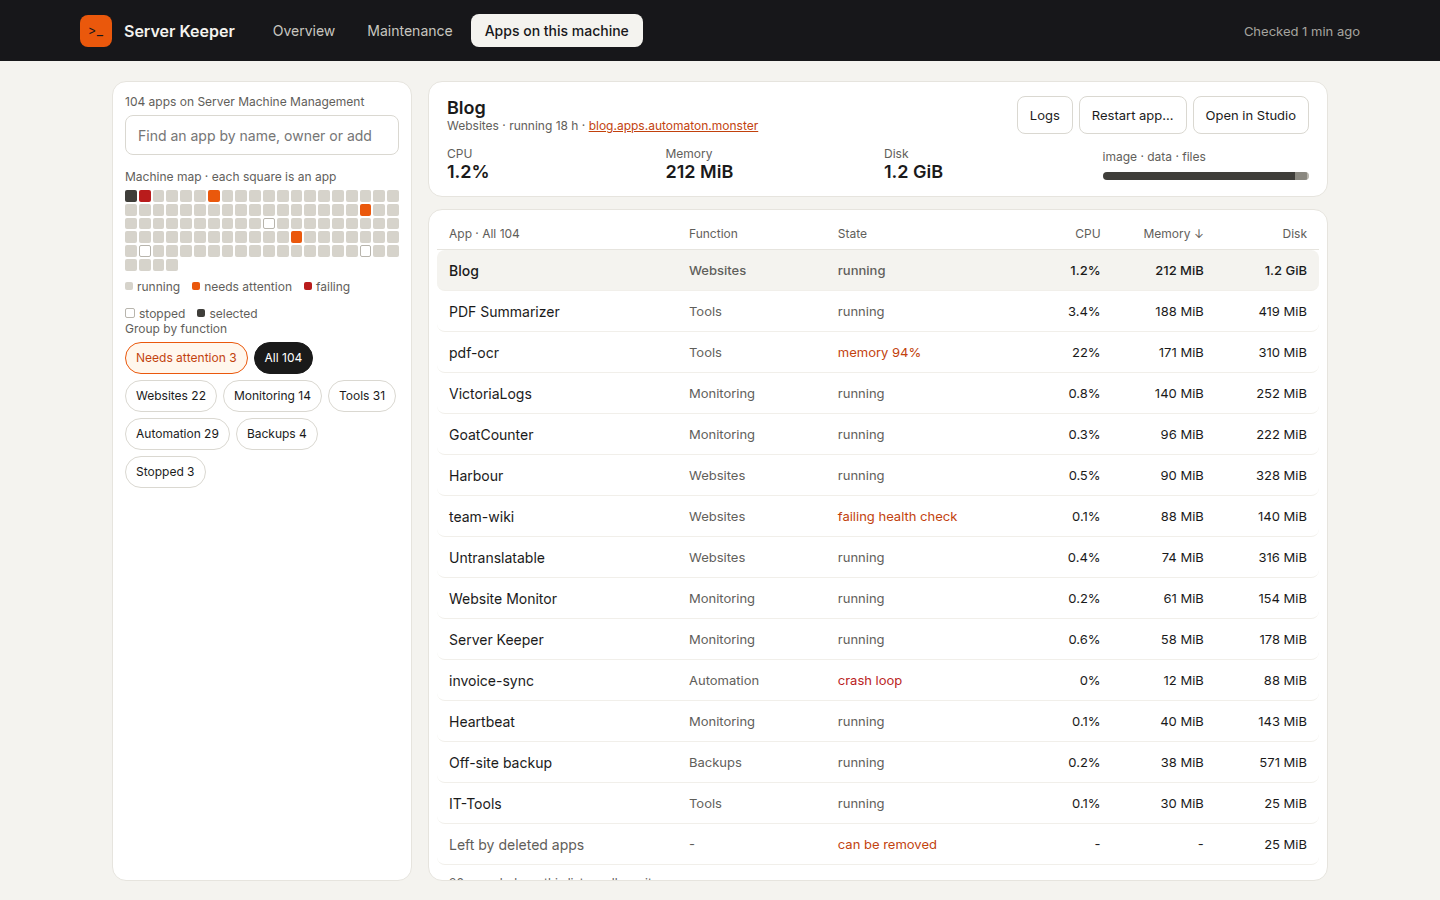 >_ Server Keeper Overview Maintenance Apps on this machine Checked 1 min ago
104 apps on Server Machine Management
Find an app by name, owner or add
Machine map · each square is an app
running needs attention failing
stopped selected
Group by function
Needs attention 3 All 104
Websites 22 Monitoring 14 Tools 31
Automation 29 Backups 4
Stopped 3
Blog
Websites · running 18 h · blog.apps.automaton.monster
Logs Restart app... Open in Studio
CPU Memory Disk image · data · files
1.2% 212 MiB 1.2 GiB
App · All 104 Function State CPU Memory ↓ Disk
Blog Websites running 1.2% 212 MiB 1.2 GiB
PDF Summarizer Tools running 3.4% 188 MiB 419 MiB
pdf-ocr Tools memory 94% 22% 171 MiB 310 MiB
VictoriaLogs Monitoring running 0.8% 140 MiB 252 MiB
GoatCounter Monitoring running 0.3% 96 MiB 222 MiB
Harbour Websites running 0.5% 90 MiB 328 MiB
team-wiki Websites failing health check 0.1% 88 MiB 140 MiB
Untranslatable Websites running 0.4% 74 MiB 316 MiB
Website Monitor Monitoring running 0.2% 61 MiB 154 MiB
Server Keeper Monitoring running 0.6% 58 MiB 178 MiB
invoice-sync Automation crash loop 0% 12 MiB 88 MiB
Heartbeat Monitoring running 0.1% 40 MiB 143 MiB
Off-site backup Backups running 0.2% 38 MiB 571 MiB
IT-Tools Tools running 0.1% 30 MiB 25 MiB
Left by deleted apps - can be removed - - 25 MiB